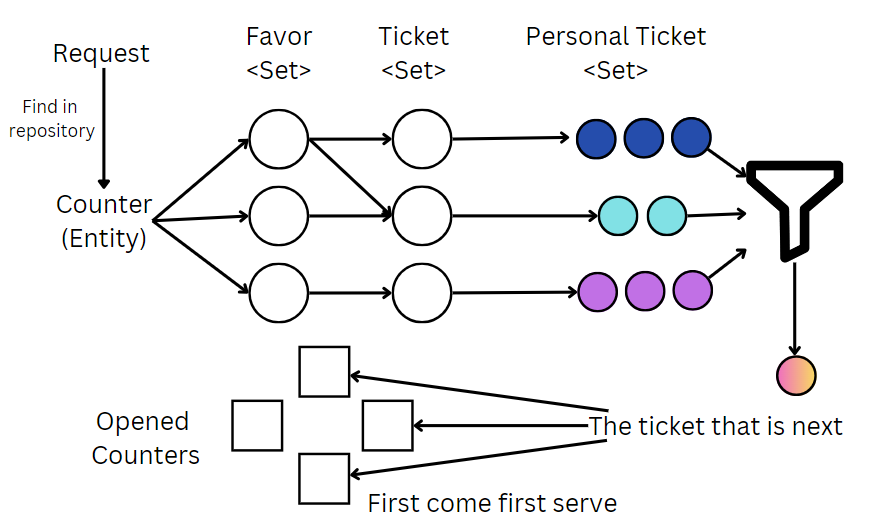 Request
Find in
repository
Counter
(Entity)
Favor
<Set>
Ticket
<Set>
Personal Ticket
<Set>
Opened
Counters
The ticket that is next
First come first serve